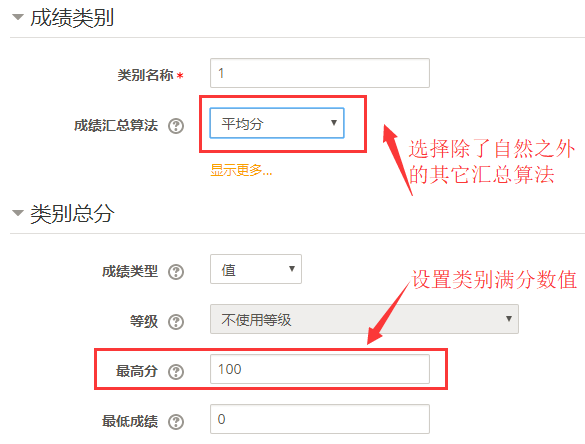 成绩类别
类别名称* 1
成绩汇总算法 平均分
选择除了自然之外
的其它汇总算法
显示更多...
类别总分
成绩类型 值
设置类别满分数值
等级 不使用等级
最高分 100
最低成绩 0